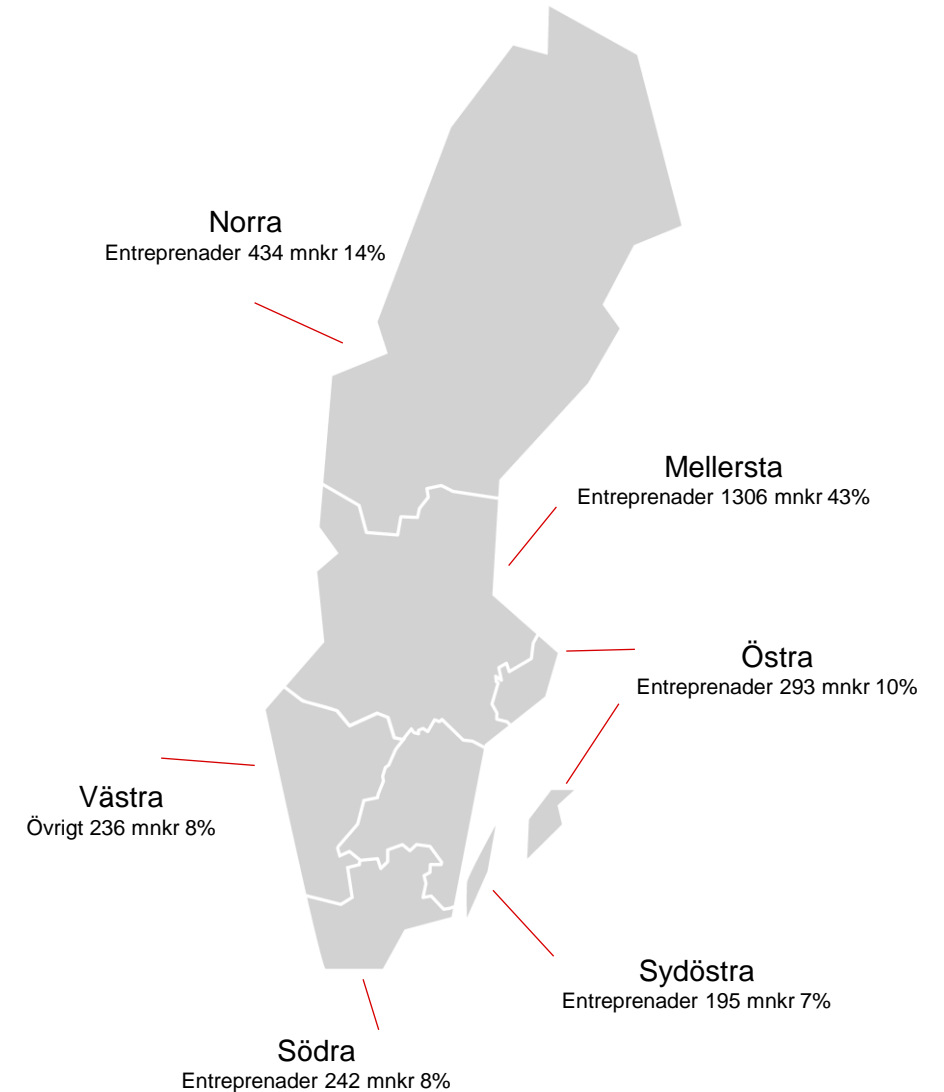 Norra
Entreprenader 434 mnkr 14%
Mellersta
Entreprenader 1306 mnkr 43%
Östra
Entreprenader 293 mnkr 10%
Västra
Övrigt 236 mnkr 8%
Sydöstra
Entreprenader 195 mnkr 7%
Södra
Entreprenader 242 mnkr 8%